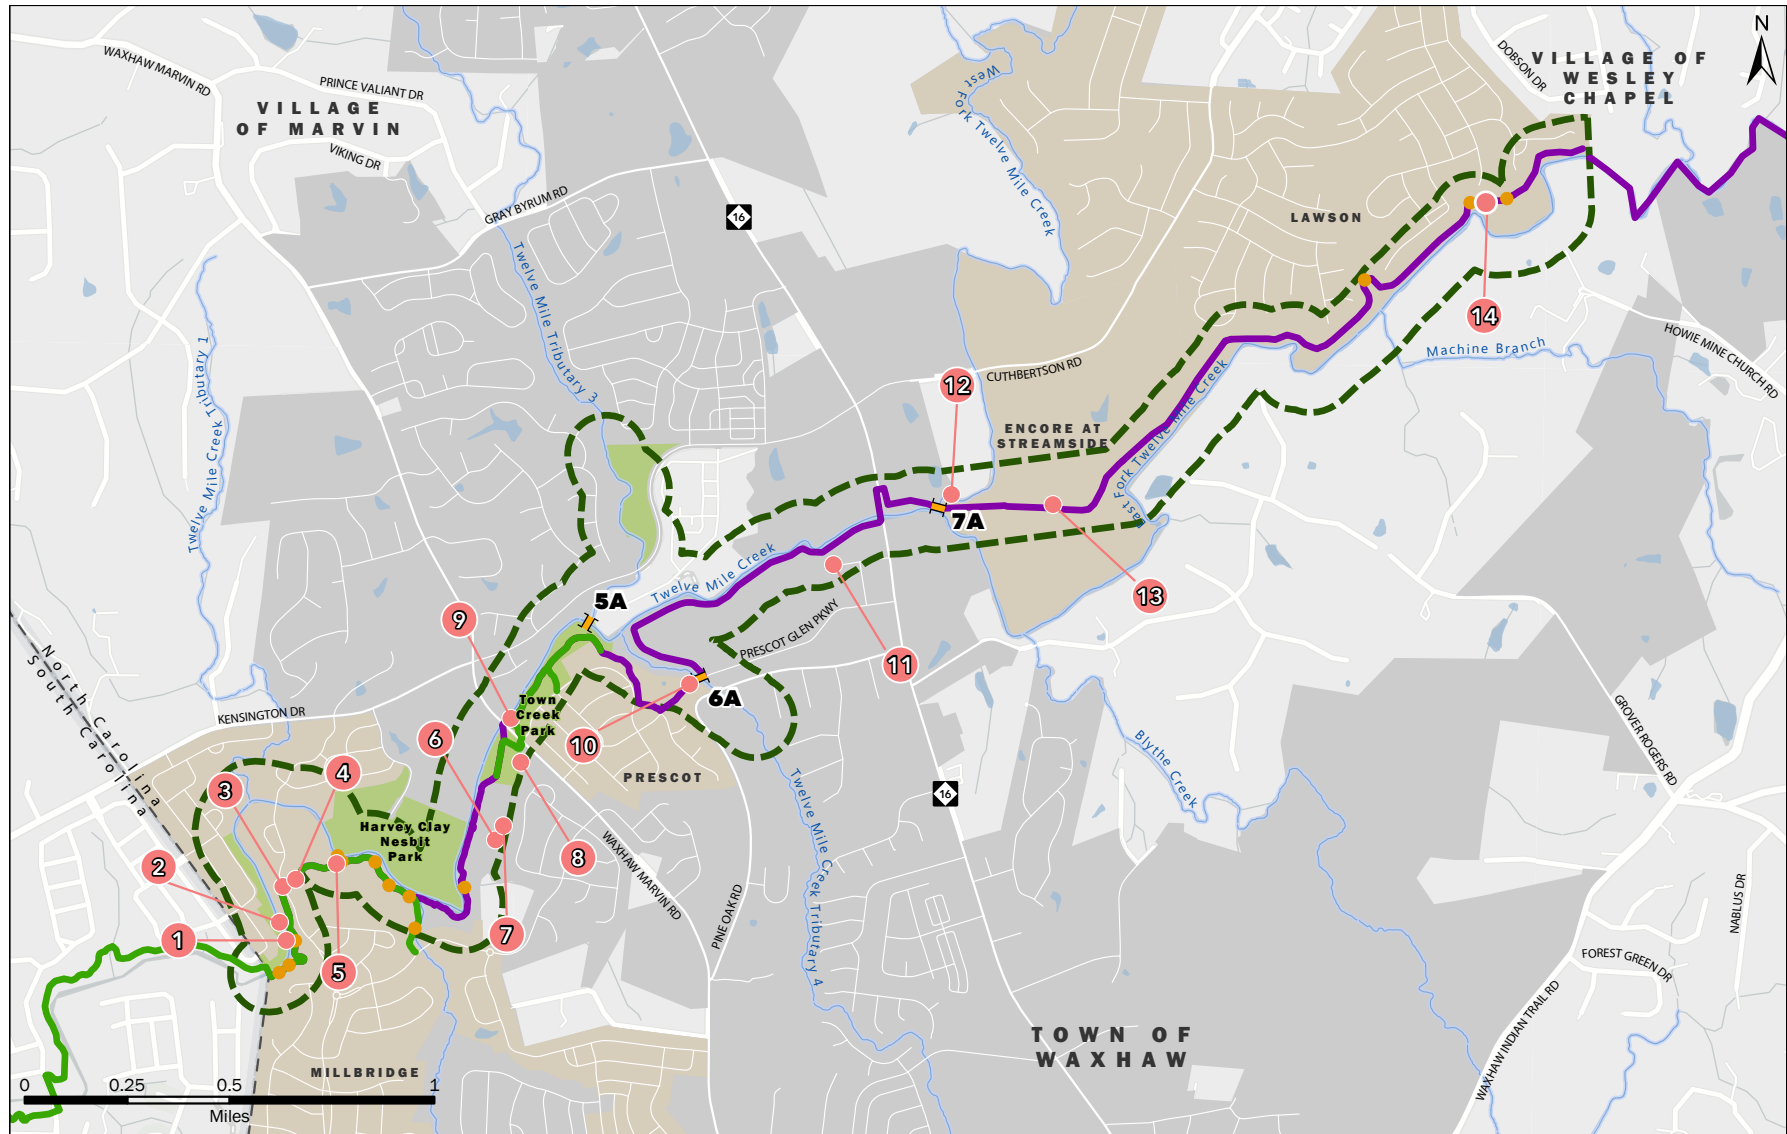 N
WAXHAW MARVIN RD
PRINCE VALIANT DR
VILLAGE
OF MARVIN
VIKING DR
GRAY BYRUM RD
16
West Fork Twelve Mile Creek
DOBSON DR
VILLAGE OF
WESLEY
CHAPEL
LAWSON
Twelve Mile Tributary 3
Twelve Mile Creek Tributary 1
14
Machine Branch
HOWIE MINE CHURCH RD
CUTHBERTSON RD
12
ENCORE AT
STREAMSIDE
East Fork Twelve Mile Creek
7A
13
Twelve Mile Creek
5A
9
PRESCOT GLEN PKWY
11
North Carolina
South Carolina
KENSINGTON DR
6A
Town
Creek
Park
6
10
PRESCOT
16
Blythe Creek
GROVER ROGERS RD
3
4
Harvey Clay
Nesbit
Park
8
WAXHAW MARVIN RD
Twelve Mile Creek Tributary 4
2
1
5
7
PINE OAK RD
NABLUS DR
FOREST GREEN DR
WAXHAW INDIAN TRAIL RD
TOWN OF
WAXHAW
MILLBRIDGE
0 0.25 0.5 1
Miles